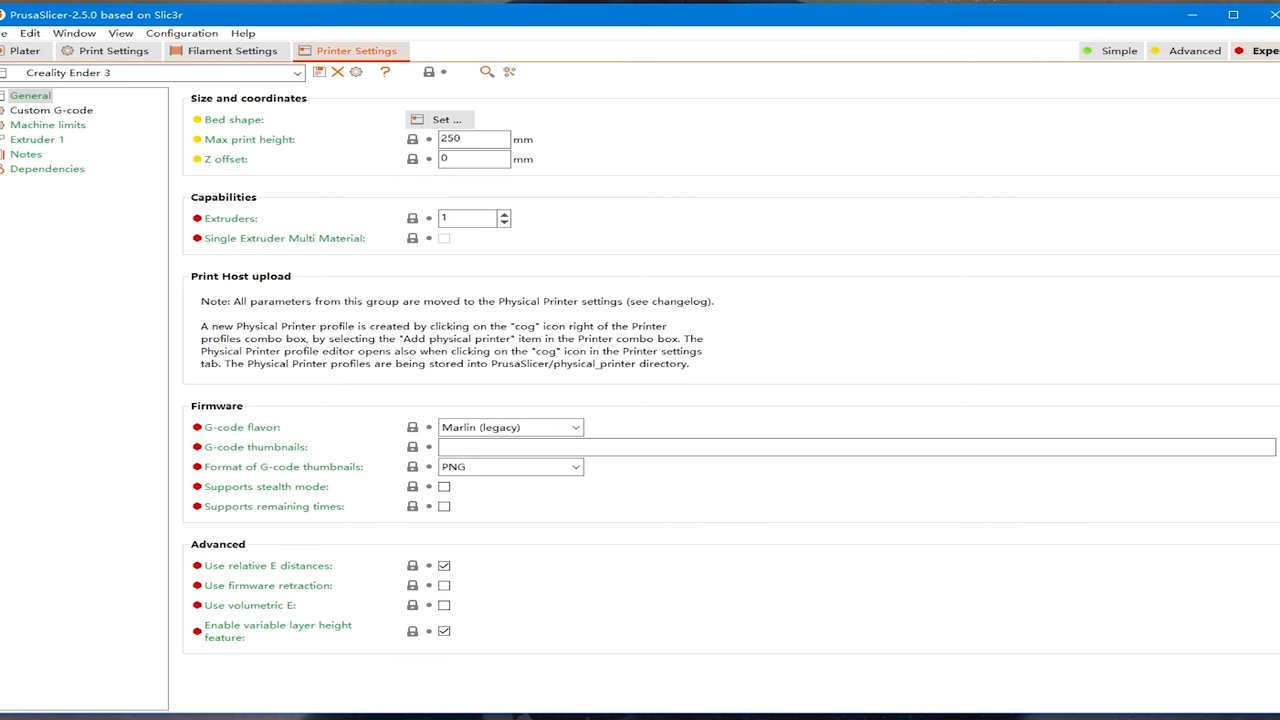 PrusaSlicer-2.5.0 based on Slic3r
Edit Window View Configuration Help
Plater Print Settings Filament Settings Printer Settings Simple Advanced
Creality Ender 3
General
Custom G-code
Machine limits
Extruder 1
Notes
Dependencies
Size and coordinates
Bed shape: Set ...
Max print height: 250 mm
Z offset: 0 mm
Capabilities
Extruders: 1
Single Extruder Multi Material:
Print Host upload
Note: All parameters from this group are moved to the Physical Printer settings (see changelog).
A new Physical Printer profile is created by clicking on the "cog" icon right of the Printer
profiles combo box, by selecting the "Add physical printer" item in the Printer combo box. The
Physical Printer profile editor opens also when clicking on the "cog" icon in the Printer settings
tab. The Physical Printer profiles are being stored into PrusaSlicer/physical_printer directory.
Firmware
G-code flavor: Marlin (legacy)
G-code thumbnails:
Format of G-code thumbnails: PNG
Supports stealth mode:
Supports remaining times:
Advanced
Use relative E distances:
Use firmware retraction:
Use volumetric E:
Enable variable layer height
feature: